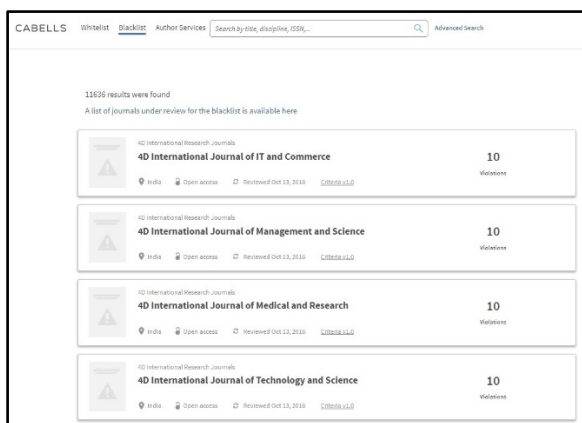 CABELLS Whitelist Blacklist Author Services Search by title, discipline, ISSN,... Advanced Search
11636 results were found
A list of journals under review for the blacklist is available here
4D International Research Journals
4D International Journal of IT and Commerce
10
Violations
India Open access Reviewed Oct 13, 2016 Criteria v1.0
4D International Research Journals
4D International Journal of Management and Science
10
Violations
India Open access Reviewed Oct 13, 2016 Criteria v1.0
4D International Research Journals
4D International Journal of Medical and Research
10
Violations
India Open access Reviewed Oct 13, 2016 Criteria v1.0
4D International Research Journals
4D International Journal of Technology and Science
10
Violations
India Open access Reviewed Oct 13, 2016 Criteria v1.0